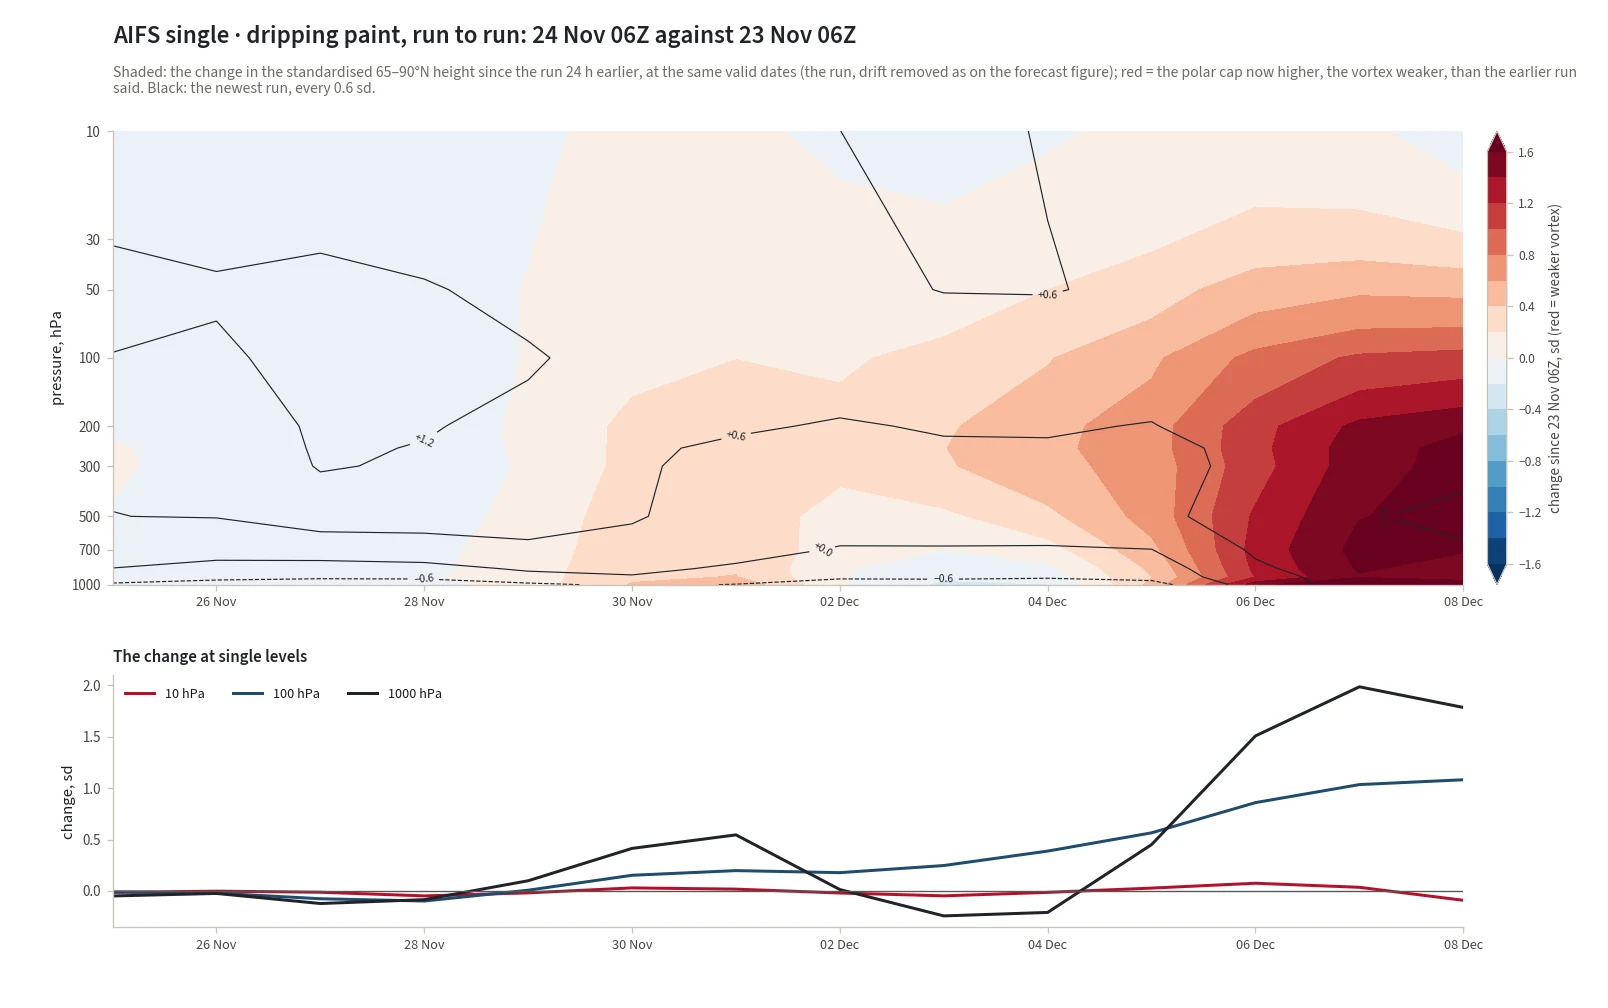 AIFS single · dripping paint, run to run: 24 Nov 06Z against 23 Nov 06Z
Shaded: the change in the standardised 65–90°N height since the run 24 h earlier, at the same valid dates (the run, drift removed as on the forecast figure); red = the polar cap now higher, the vortex weaker, than the earlier run
said. Black: the newest run, every 0.6 sd.
pressure, hPa
10
30
50
100
200
300
500
700
1000
+0.6
+1.2
+0.6
+0.0
−0.6
−0.6
26 Nov
28 Nov
30 Nov
02 Dec
04 Dec
06 Dec
08 Dec
1.6
1.2
0.8
0.4
0.0
−0.4
−0.8
−1.2
−1.6
change since 23 Nov 06Z, sd (red = weaker vortex)
The change at single levels
10 hPa
100 hPa
1000 hPa
change, sd
2.0
1.5
1.0
0.5
0.0
26 Nov
28 Nov
30 Nov
02 Dec
04 Dec
06 Dec
08 Dec